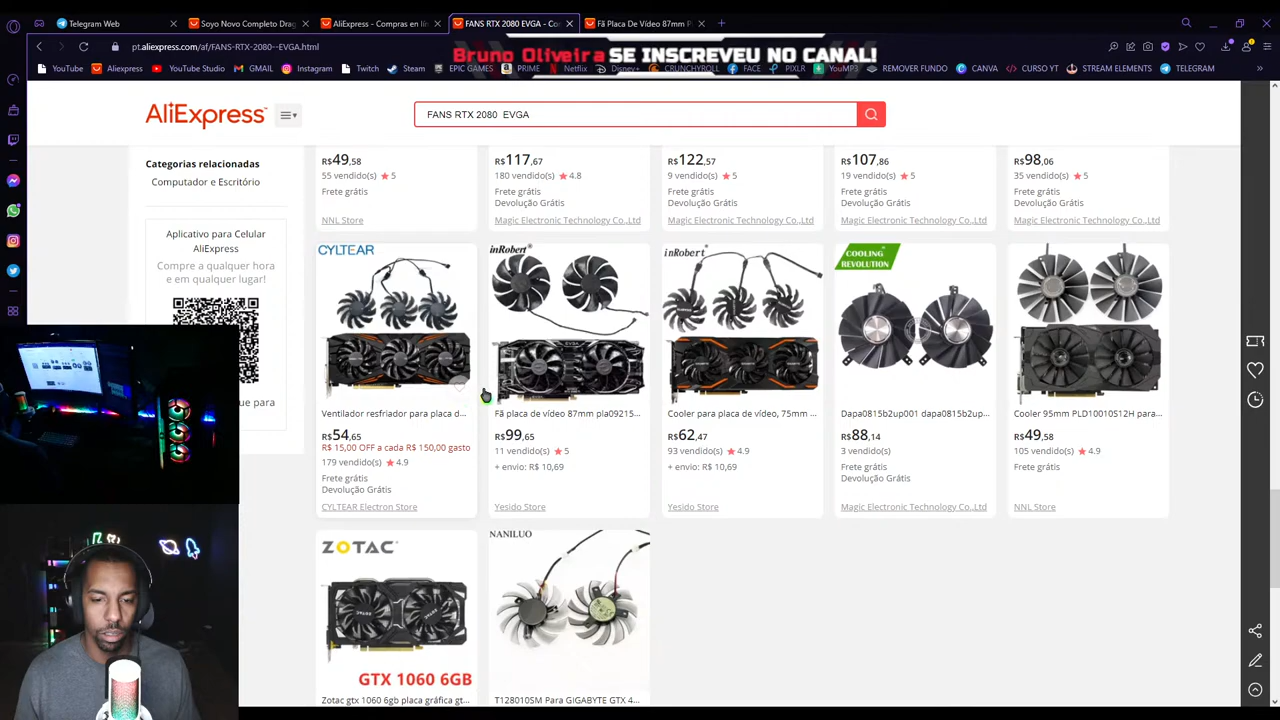 Telegram Web
Soyo Novo Completo Drag
AliExpress - Compras en lín
FANS RTX 2080 EVGA - Co
Fã Placa De Vídeo 87mm P
pt.aliexpress.com/af/FANS-RTX-2080--EVGA.html
Bruno Oliveira SE INSCREVEU NO CANAL!
YouTube
Aliexpress
YouTube Studio
GMAIL
Instagram
Twitch
Steam
EPIC GAMES
PRIME
Netflix
Disney+
CRUNCHYROLL
FACE
PIXLR
YouMP3
REMOVER FUNDO
CANVA
CURSO YT
STREAM ELEMENTS
TELEGRAM
AliExpress
FANS RTX 2080  EVGA
Categorias relacionadas
Computador e Escritório
Aplicativo para Celular
AliExpress
Compre a qualquer hora
e em qualquer lugar!
que para
R$49,58
55 vendido(s) ★ 5
Frete grátis
NNL Store
R$117,67
180 vendido(s) ★ 4.8
Frete grátis
Devolução Grátis
Magic Electronic Technology Co.,Ltd
R$122,57
9 vendido(s) ★ 5
Frete grátis
Devolução Grátis
Magic Electronic Technology Co.,Ltd
R$107,86
19 vendido(s) ★ 5
Frete grátis
Devolução Grátis
Magic Electronic Technology Co.,Ltd
R$98,06
35 vendido(s) ★ 5
Frete grátis
Devolução Grátis
Magic Electronic Technology Co.,Ltd
CYLTEAR
Ventilador resfriador para placa d...
R$54,65
R$ 15,00 OFF a cada R$ 150,00 gasto
179 vendido(s) ★ 4.9
Frete grátis
Devolução Grátis
CYLTEAR Electron Store
inRobert
Fã placa de vídeo 87mm pla09215...
R$99,65
11 vendido(s) ★ 5
+ envio: R$ 10,69
Yesido Store
inRobert
Cooler para placa de vídeo, 75mm ...
R$62,47
93 vendido(s) ★ 4.9
+ envio: R$ 10,69
Yesido Store
COOLING
REVOLUTION
Dapa0815b2up001 dapa0815b2up...
R$88,14
3 vendido(s)
Frete grátis
Devolução Grátis
Magic Electronic Technology Co.,Ltd
Cooler 95mm PLD10010S12H para...
R$49,58
105 vendido(s) ★ 4.9
Frete grátis
NNL Store
ZOTAC
GTX 1060 6GB
Zotac gtx 1060 6gb placa gráfica gt...
NANILUO
T128010SM Para GIGABYTE GTX 4...